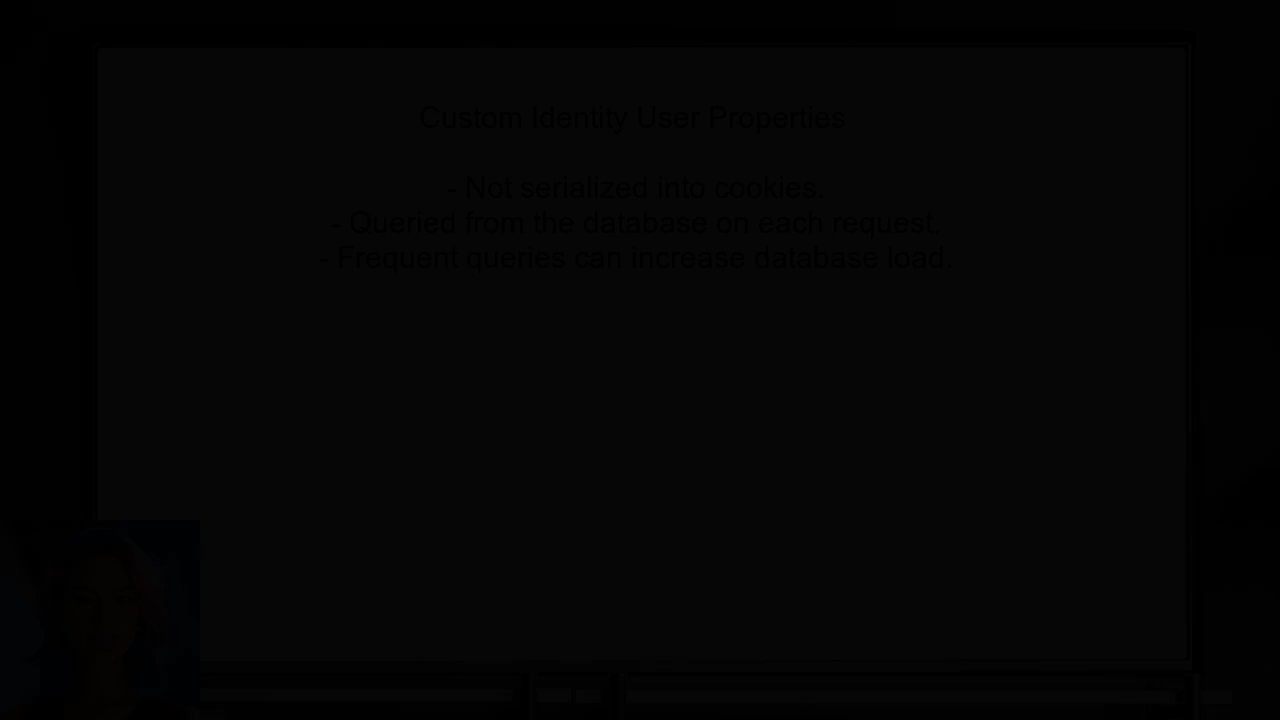 Custom Identity User Properties
- Not serialized into cookies.
- Queried from the database on each request.
- Frequent queries can increase database load.